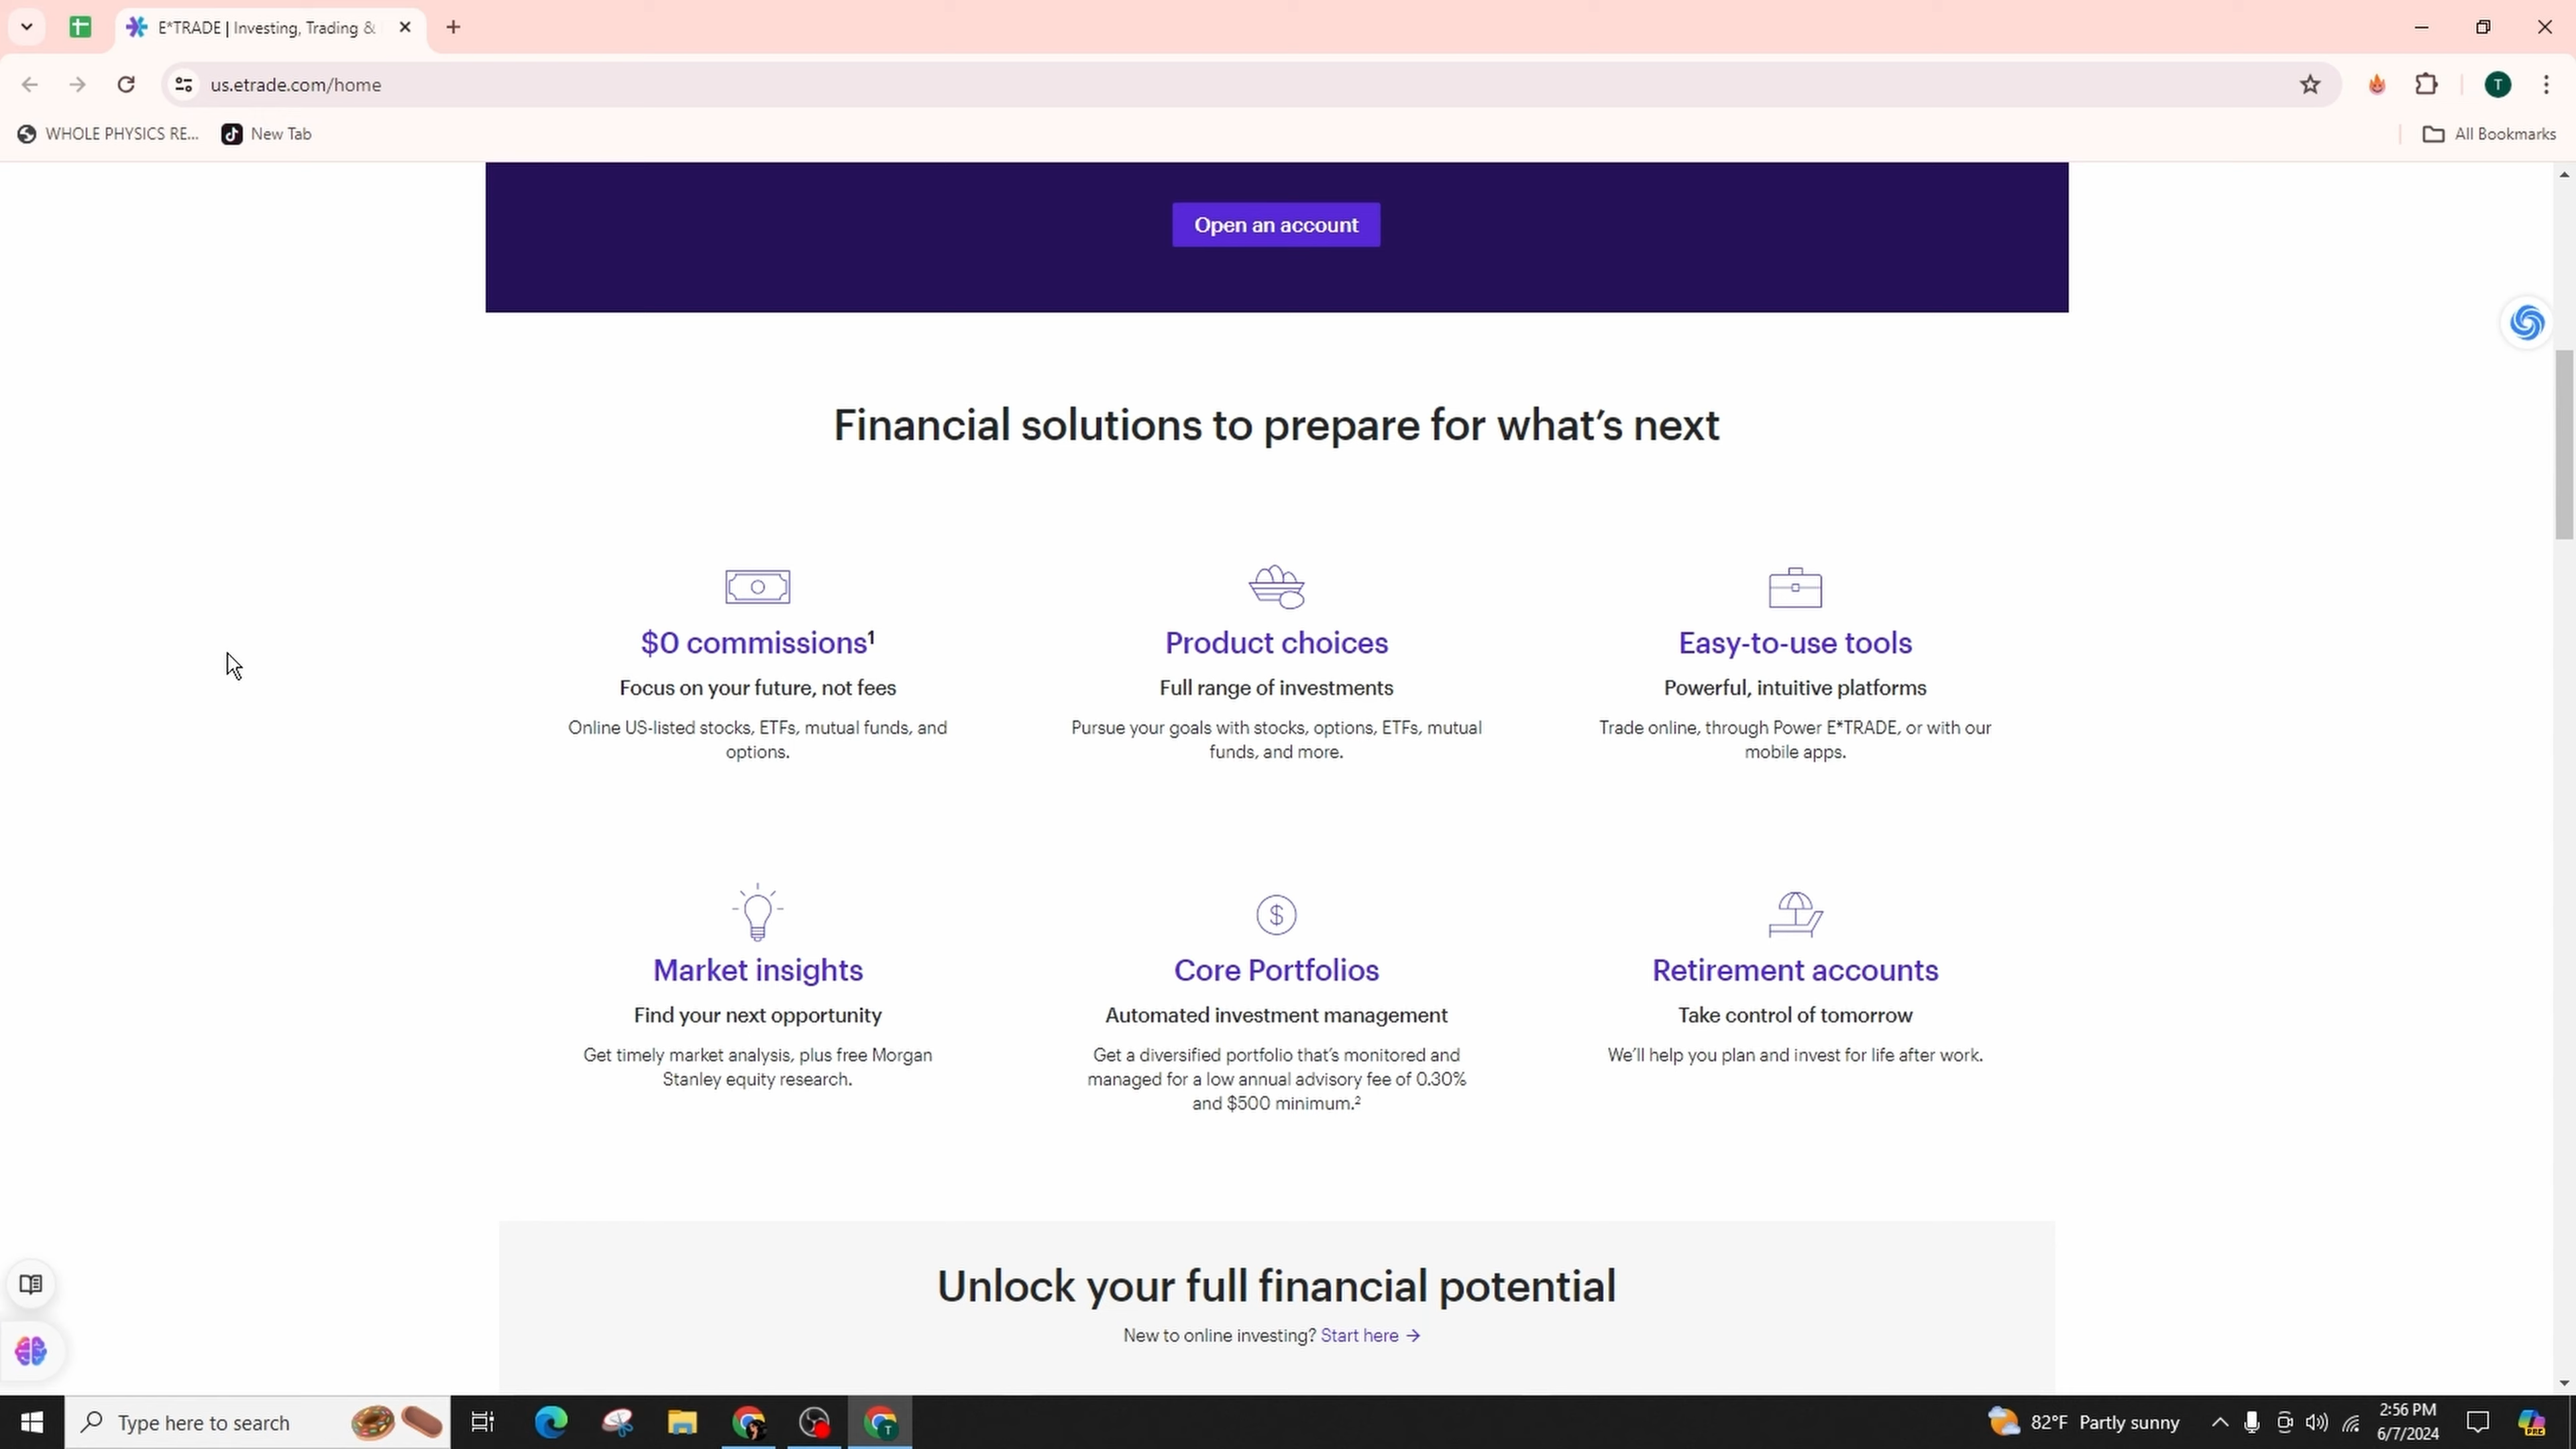 E*TRADE | Investing, Trading &
us.etrade.com/home
T
WHOLE PHYSICS RE...
New Tab
All Bookmarks
Open an account
Financial solutions to prepare for what's next
$0 commissions¹
Focus on your future, not fees
Online US-listed stocks, ETFs, mutual funds, and
options.
Product choices
Full range of investments
Pursue your goals with stocks, options, ETFs, mutual
funds, and more.
Easy-to-use tools
Powerful, intuitive platforms
Trade online, through Power E*TRADE, or with our
mobile apps.
Market insights
Find your next opportunity
Get timely market analysis, plus free Morgan
Stanley equity research.
Core Portfolios
Automated investment management
Get a diversified portfolio that's monitored and
managed for a low annual advisory fee of 0.30%
and $500 minimum.²
Retirement accounts
Take control of tomorrow
We'll help you plan and invest for life after work.
Unlock your full financial potential
New to online investing? Start here →
Type here to search
T
82°F Partly sunny
2:56 PM
6/7/2024
PRE